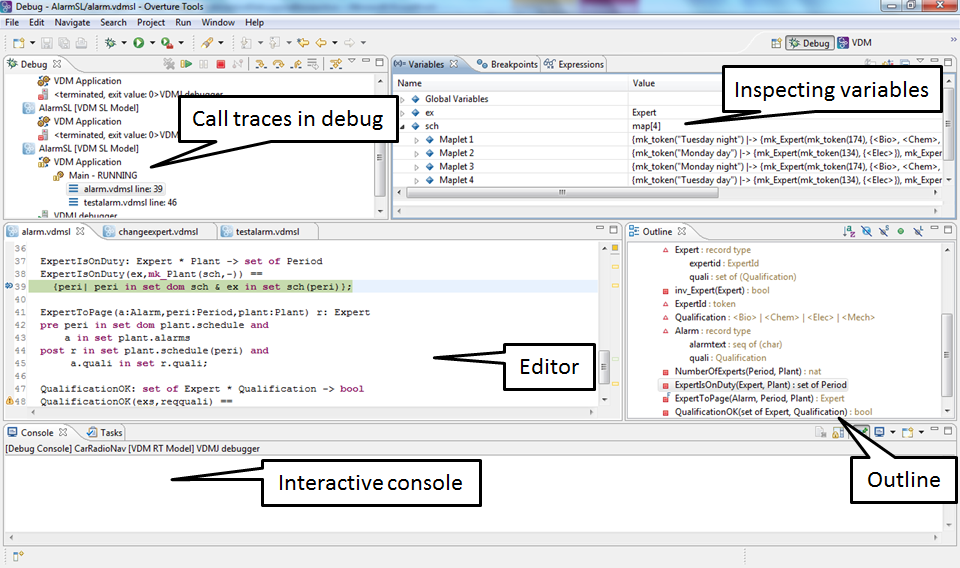 Debug - AlarmSL/alarm.vdmsl - Overture Tools
File Edit Navigate Search Project Run Window Help
Debug VDM
Debug
VDM Application
<terminated, exit value: 0>VDMJ debugger
AlarmSL [VDM SL Model]
VDM Application
<terminated, exit value: 0>VDMJ debugger
AlarmSL [VDM SL Model]
VDM Application
Main - RUNNING
alarm.vdmsl line: 39
testalarm.vdmsl line: 46
VDMJ debugger
Call traces in debug
Variables Breakpoints Expressions
Name Value
Global Variables
ex Expert
sch map[4]
Maplet 1 {mk_token("Tuesday night") |-> {mk_Expert(mk_token(174), {<Bio>, <Chem>,
Maplet 2 {mk_token("Monday day") |-> {mk_Expert(mk_token(134), {<Elec>}), mk_Exper
Maplet 3 {mk_token("Monday night") |-> {mk_Expert(mk_token(174), {<Bio>, <Chem>,
Maplet 4 {mk_token("Tuesday day") |-> {mk_Expert(mk_token(134), {<Elec>}), mk_Exper
Inspecting variables
alarm.vdmsl changeexpert.vdmsl testalarm.vdmsl
36
37 ExpertIsOnDuty: Expert * Plant -> set of Period
38 ExpertIsOnDuty(ex,mk_Plant(sch,-)) ==
39 {peri| peri in set dom sch & ex in set sch(peri)};
40
41 ExpertToPage(a:Alarm,peri:Period,plant:Plant) r: Expert
42 pre peri in set dom plant.schedule and
43 a in set plant.alarms
44 post r in set plant.schedule(peri) and
45 a.quali in set r.quali;
46
47 QualificationOK: set of Expert * Qualification -> bool
48 QualificationOK(exs,reqquali) ==
Editor
Outline
Expert : record type
expertid : ExpertId
quali : set of (Qualification)
inv_Expert(Expert) : bool
ExpertId : token
Qualification : <Bio> | <Chem> | <Elec> | <Mech>
Alarm : record type
alarmtext : seq of (char)
quali : Qualification
NumberOfExperts(Period, Plant) : nat
ExpertIsOnDuty(Expert, Plant) : set of Period
ExpertToPage(Alarm, Period, Plant) : Expert
QualificationOK(set of Expert, Qualification) : bool
Outline
Console Tasks
[Debug Console] CarRadioNav [VDM RT Model] VDMJ debugger
Interactive console